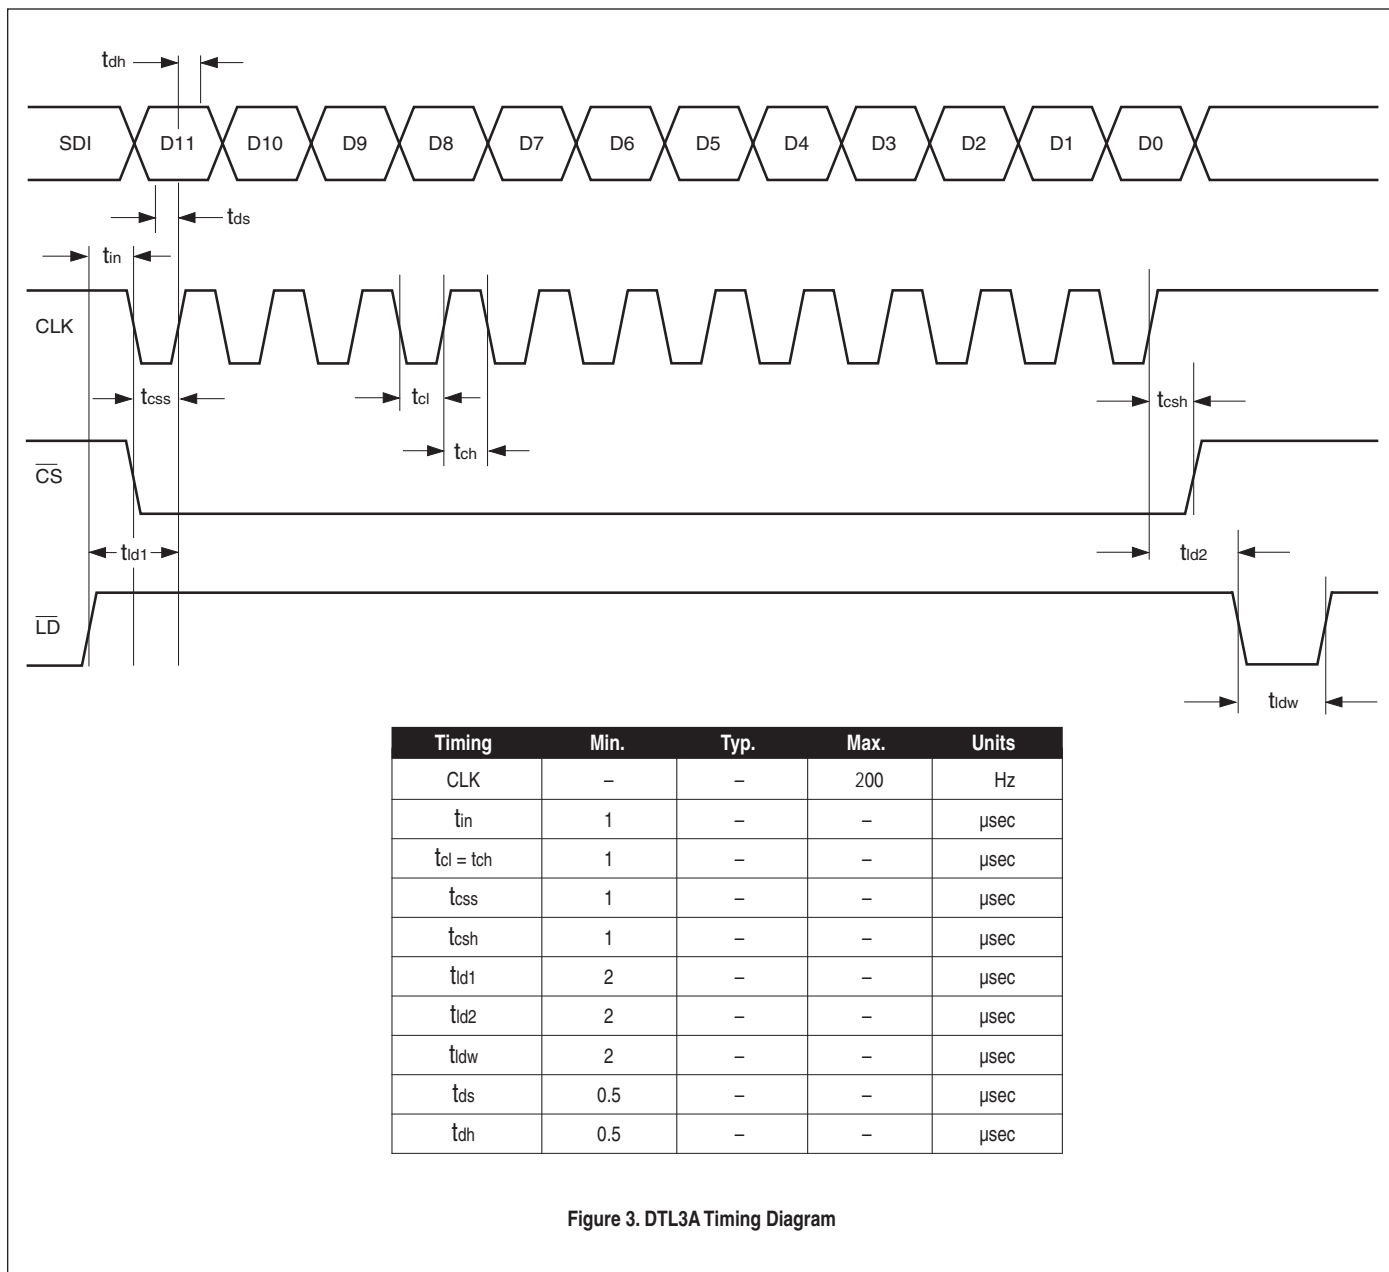 tdh
SDI D11 D10 D9 D8 D7 D6 D5 D4 D3 D2 D1 D0
tds
tin
CLK
tcss tcl tcsh
tch
CS
tld1 tld2
LD
tldw
Timing Min. Typ. Max. Units
CLK – – 200 Hz
tin 1 – – µsec
tcl = tch 1 – – µsec
tcss 1 – – µsec
tcsh 1 – – µsec
tld1 2 – – µsec
tld2 2 – – µsec
tldw 2 – – µsec
tds 0.5 – – µsec
tdh 0.5 – – µsec
Figure 3. DTL3A Timing Diagram